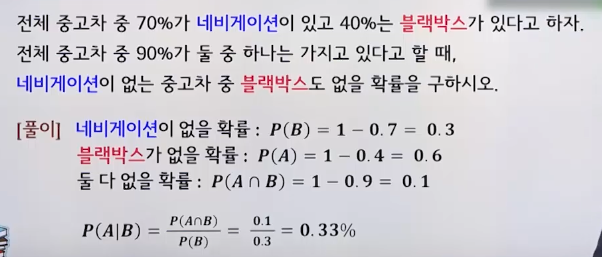 전체 중고차 중 70%가 네비게이션이 있고 40%는 블랙박스가 있다고 하자.
전체 중고차 중 90%가 둘 중 하나는 가지고 있다고 할 때,
네비게이션이 없는 중고차 중 블랙박스도 없을 확률을 구하시오.
[풀이] 네비게이션이 없을 확률 : P(B) = 1 − 0.7 = 0.3
블랙박스가 없을 확률 : P(A) = 1 − 0.4 = 0.6
둘 다 없을 확률 : P(A ∩ B) = 1 − 0.9 = 0.1
P(A|B) = P(A∩B)/P(B) = 0.1/0.3 = 0.33%